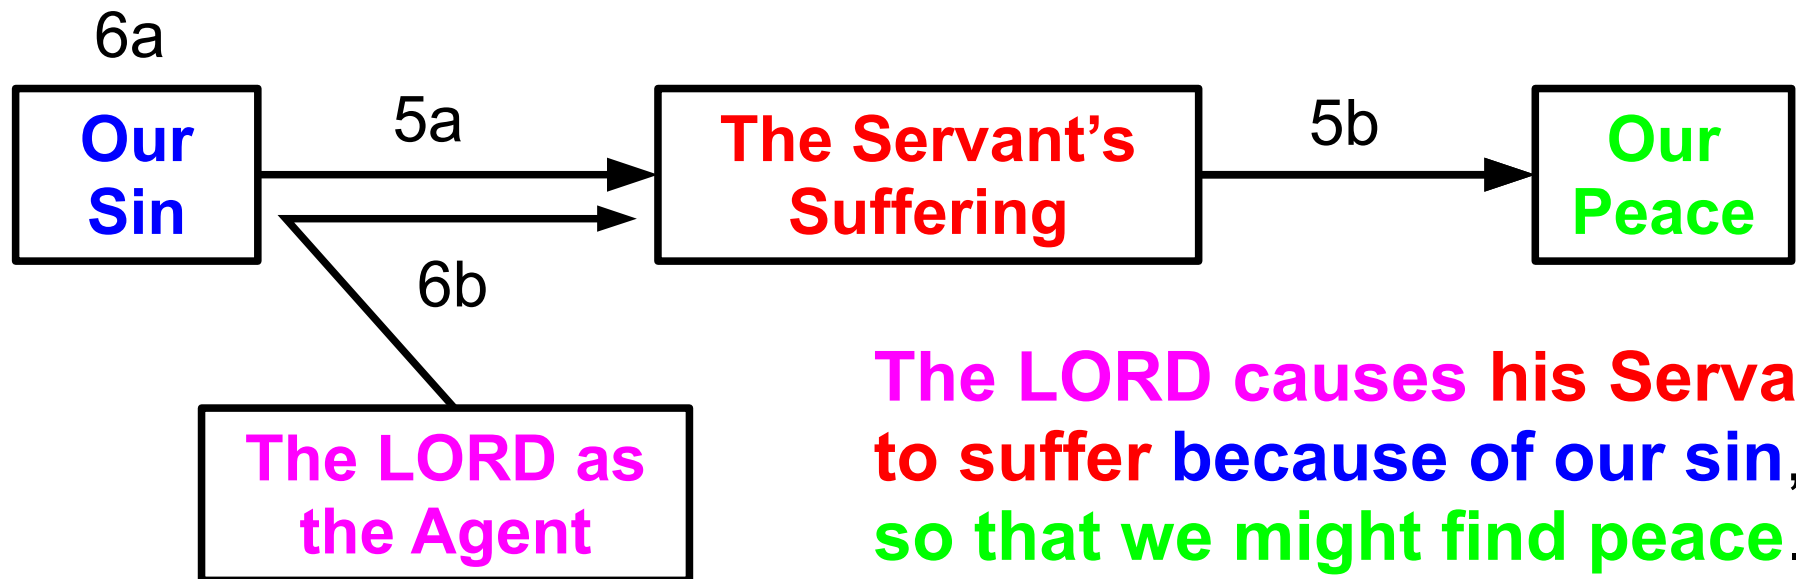 6a
Our
Sin
5a
The Servant’s
Suffering
5b
Our
Peace
6b
The LORD as
the Agent
The LORD causes his Serva
to suffer because of our sin,
so that we might find peace.